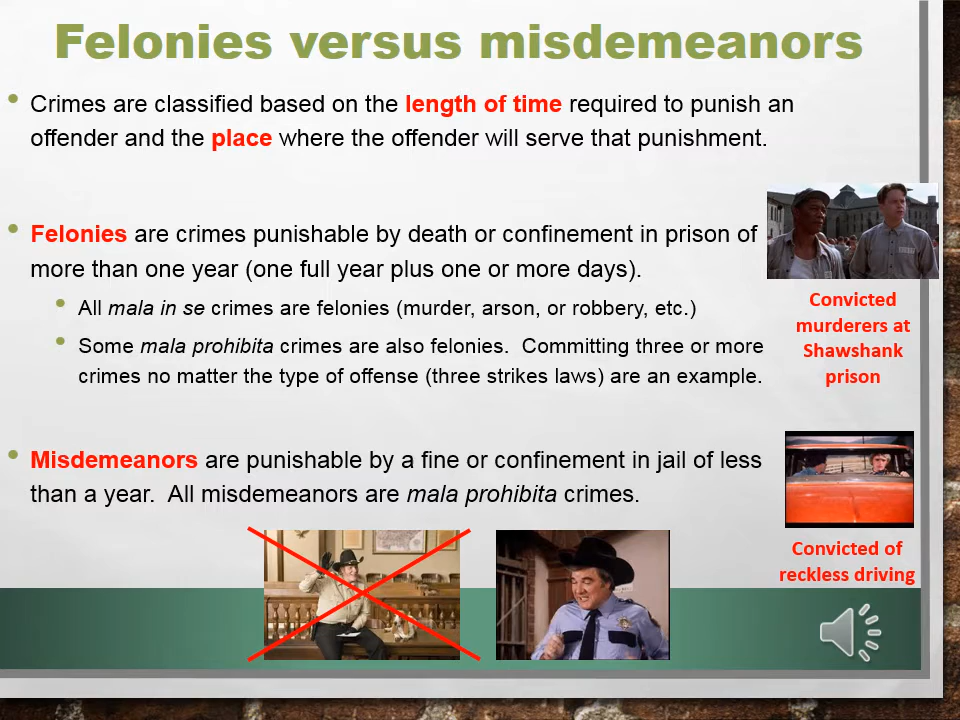 Felonies versus misdemeanors
• Crimes are classified based on the length of time required to punish an
offender and the place where the offender will serve that punishment.
• Felonies are crimes punishable by death or confinement in prison of
more than one year (one full year plus one or more days).
• All mala in se crimes are felonies (murder, arson, or robbery, etc.)
• Some mala prohibita crimes are also felonies.  Committing three or more
crimes no matter the type of offense (three strikes laws) are an example.
Convicted
murderers at
Shawshank
prison
• Misdemeanors are punishable by a fine or confinement in jail of less
than a year.  All misdemeanors are mala prohibita crimes.
Convicted of
reckless driving